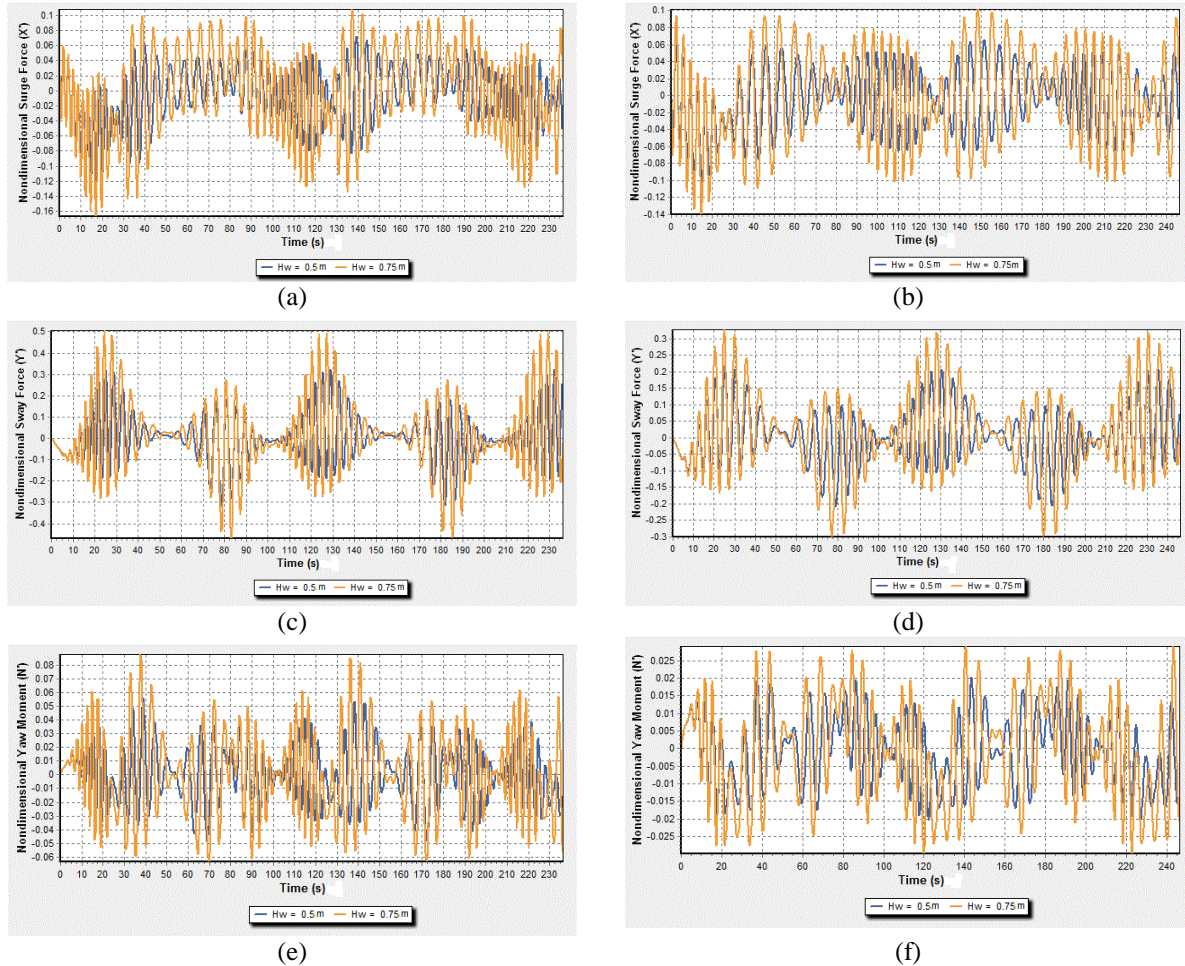 Nondimensional Surge Force (X')
0.1
0.08
0.06
0.04
0.02
0
-0.02
-0.04
-0.06
-0.08
-0.1
-0.12
-0.14
-0.16
0 10 20 30 40 50 60 70 80 90 100 110 120 130 140 150 160 170 180 190 200 210 220 230
Time (s)
Hw = 0.5 m Hw = 0.75 m
(a)
Nondimensional Surge Force (X')
0.1
0.08
0.06
0.04
0.02
0
-0.02
-0.04
-0.06
-0.08
-0.1
-0.12
-0.14
0 10 20 30 40 50 60 70 80 90 100 110 120 130 140 150 160 170 180 190 200 210 220 230 240
Time (s)
Hw = 0.5 m Hw = 0.75m
(b)
Nondimensional Sway Force (Y')
0.5
0.4
0.3
0.2
0.1
0
-0.1
-0.2
-0.3
-0.4
0 10 20 30 40 50 60 70 80 90 100 110 120 130 140 150 160 170 180 190 200 210 220 230
Time (s)
Hw = 0.5 m Hw = 0.75 m
(c)
Nondimensional Sway Force (Y')
0.3
0.25
0.2
0.15
0.1
0.05
0
-0.05
-0.1
-0.15
-0.2
-0.25
-0.3
0 10 20 30 40 50 60 70 80 90 100 110 120 130 140 150 160 170 180 190 200 210 220 230 240
Time (s)
Hw = 0.5 m Hw = 0.75 m
(d)
Nondimensional Yaw Moment (N')
0.08
0.07
0.06
0.05
0.04
0.03
0.02
0.01
0
-0.01
-0.02
-0.03
-0.04
-0.05
-0.06
0 10 20 30 40 50 60 70 80 90 100 110 120 130 140 150 160 170 180 190 200 210 220 230
Time (s)
Hw = 0.5 m Hw = 0.75 m
(e)
Nondimensional Yaw Moment (N')
0.025
0.02
0.015
0.01
0.005
0
-0.005
-0.01
-0.015
-0.02
-0.025
0 20 40 60 80 100 120 140 160 180 200 220 240
Time (s)
Hw = 0.5 m Hw = 0.75 m
(f)